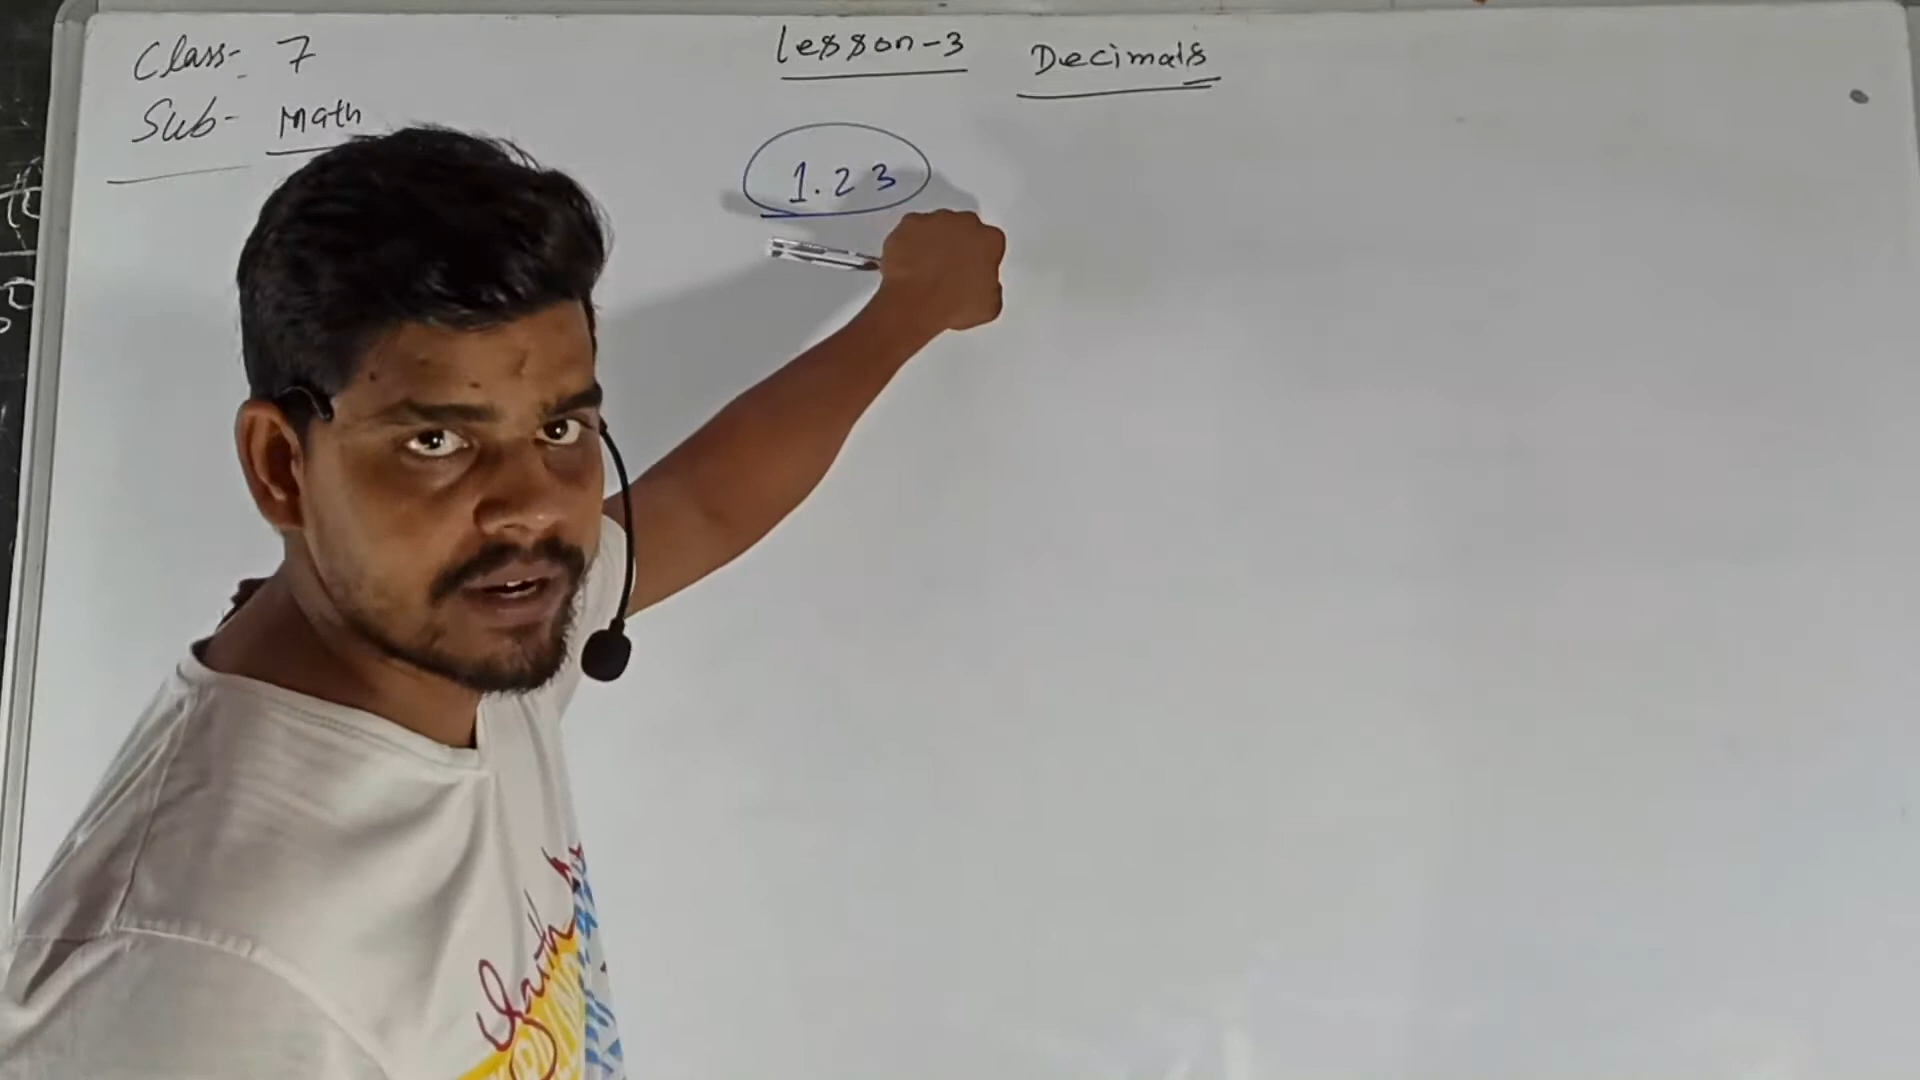 Class- 7
Sub- Math
Lesson-3 Decimals
1.23